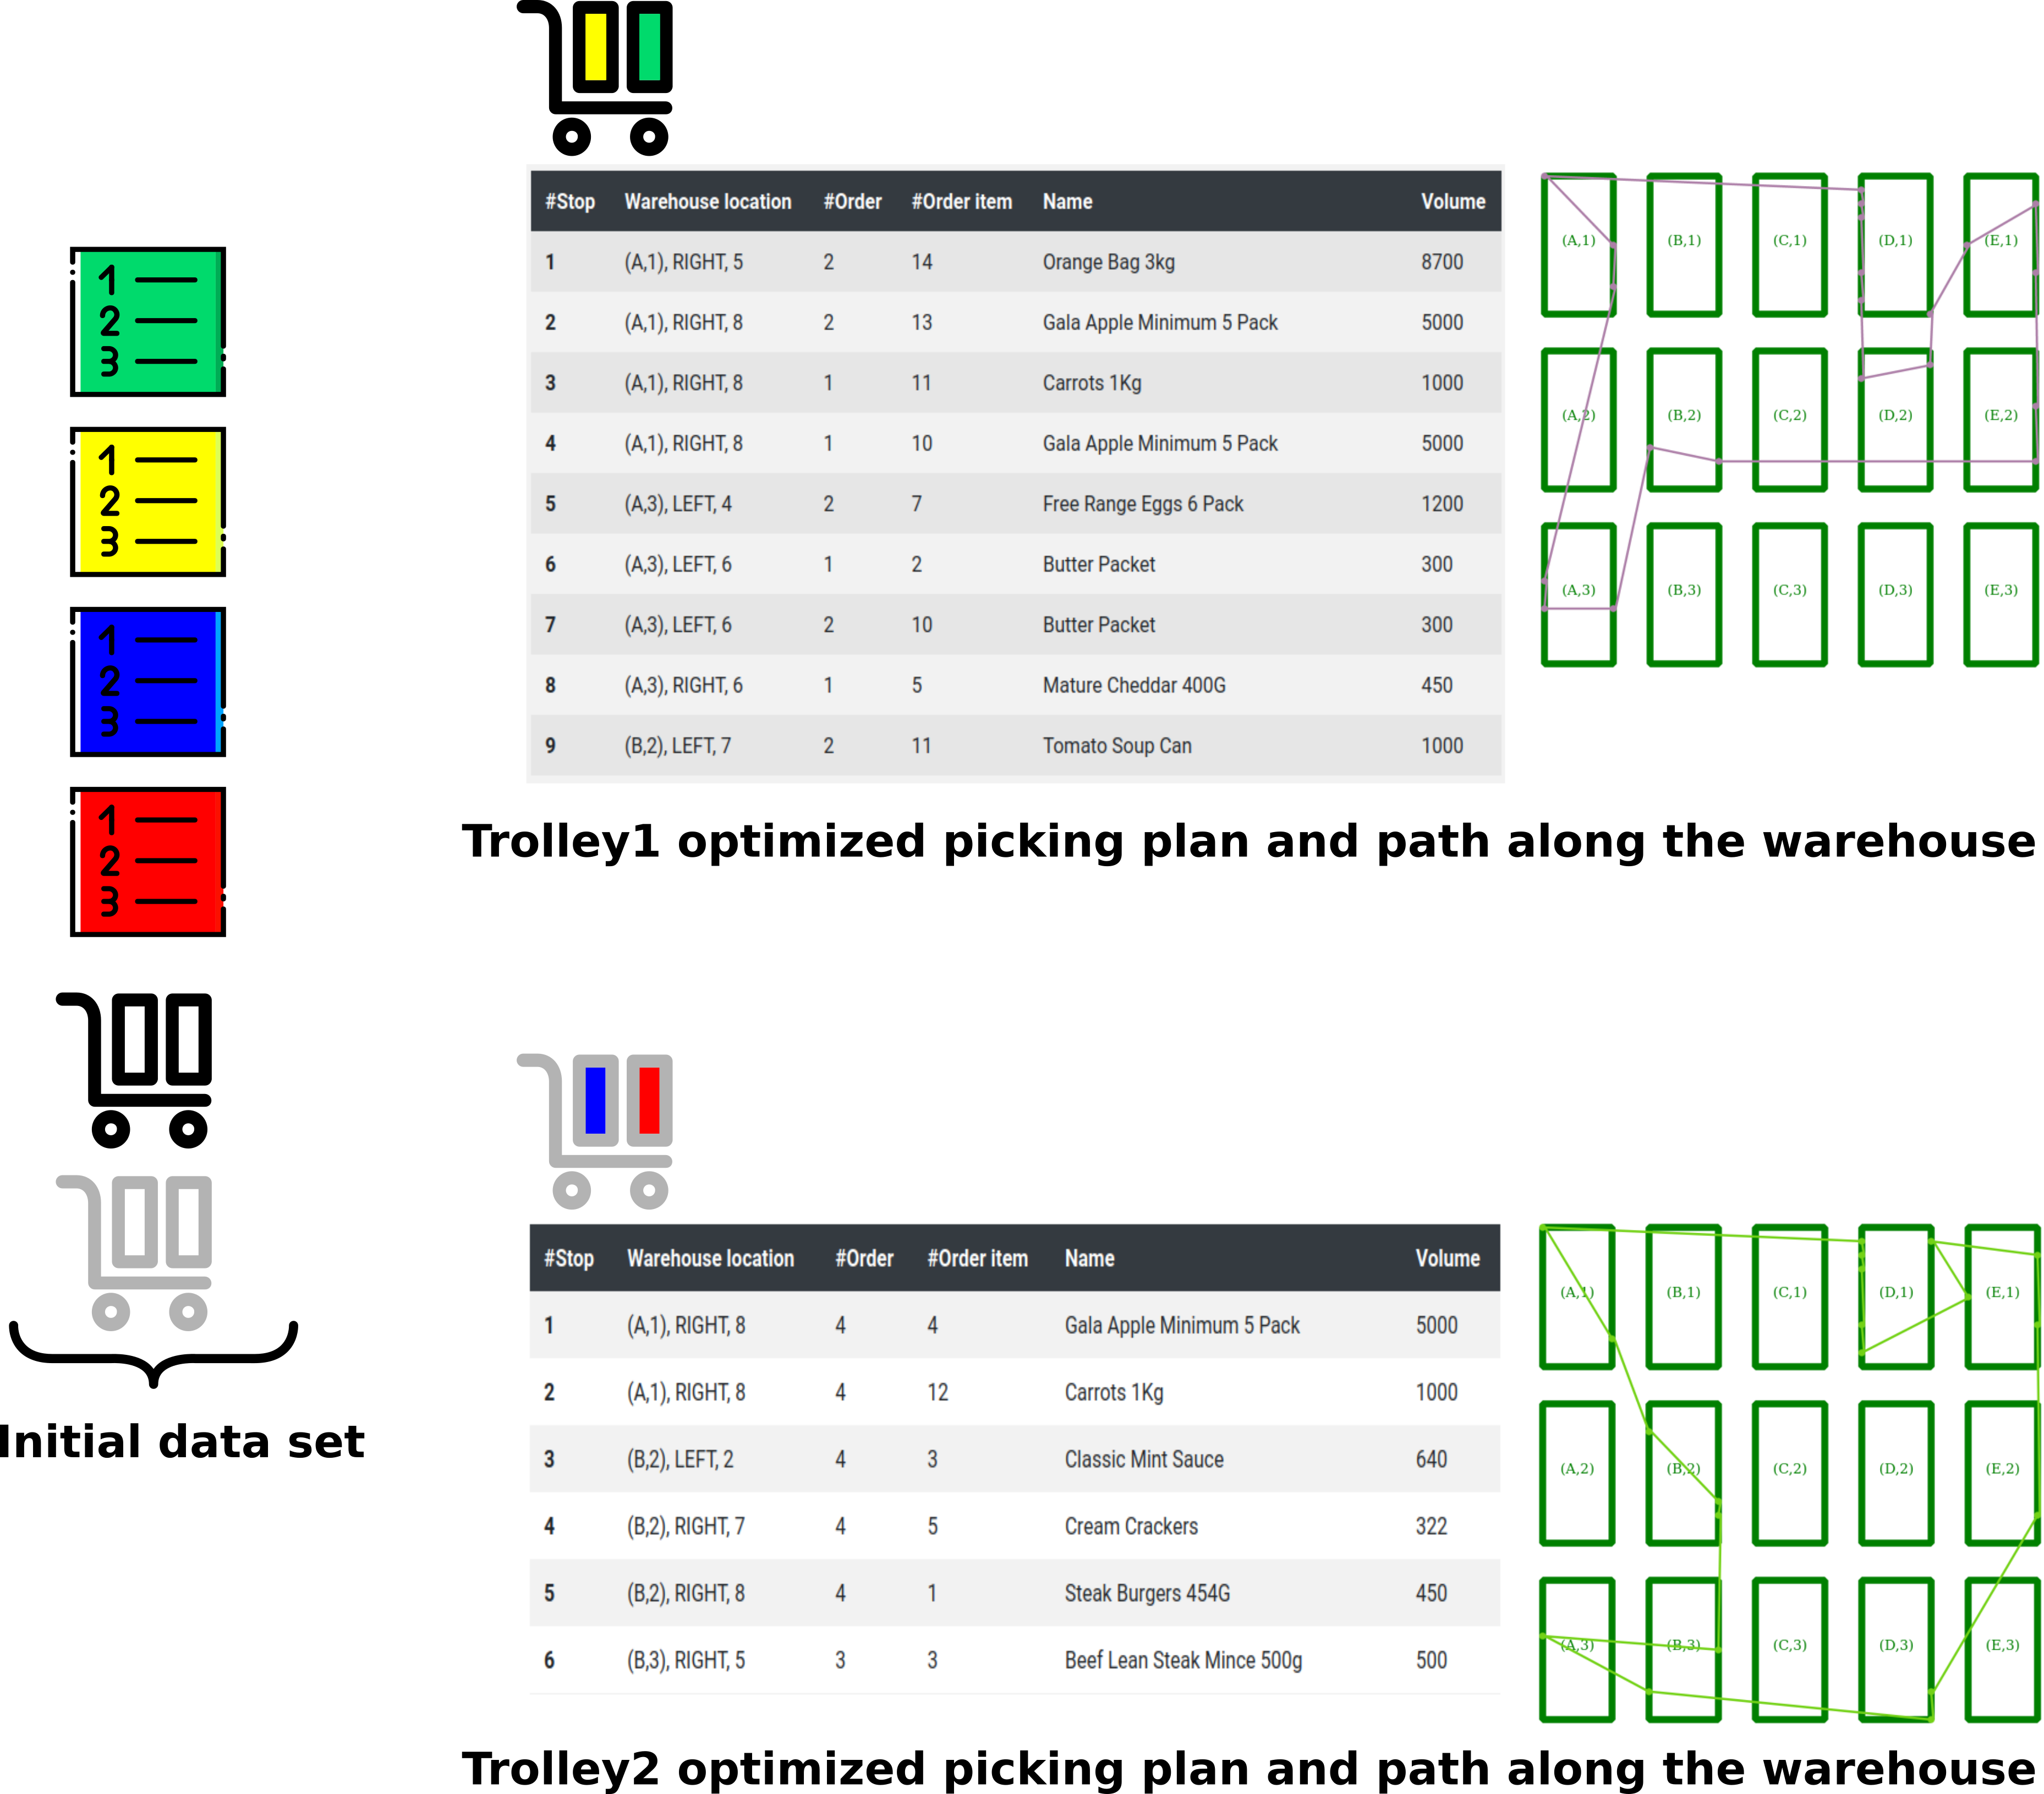 1
2
3
1
2
3
1
2
3
1
2
3
Initial data set
#Stop Warehouse location #Order #Order item Name Volume
1 (A,1), RIGHT, 5 2 14 Orange Bag 3kg 8700
2 (A,1), RIGHT, 8 2 13 Gala Apple Minimum 5 Pack 5000
3 (A,1), RIGHT, 8 1 11 Carrots 1Kg 1000
4 (A,1), RIGHT, 8 1 10 Gala Apple Minimum 5 Pack 5000
5 (A,3), LEFT, 4 2 7 Free Range Eggs 6 Pack 1200
6 (A,3), LEFT, 6 1 2 Butter Packet 300
7 (A,3), LEFT, 6 2 10 Butter Packet 300
8 (A,3), RIGHT, 6 1 5 Mature Cheddar 400G 450
9 (B,2), LEFT, 7 2 11 Tomato Soup Can 1000
(A,1) (B,1) (C,1) (D,1) (E,1)
(A,2) (B,2) (C,2) (D,2) (E,2)
(A,3) (B,3) (C,3) (D,3) (E,3)
Trolley1 optimized picking plan and path along the warehouse
#Stop Warehouse location #Order #Order item Name Volume
1 (A,1), RIGHT, 8 4 4 Gala Apple Minimum 5 Pack 5000
2 (A,1), RIGHT, 8 4 12 Carrots 1Kg 1000
3 (B,2), LEFT, 2 4 3 Classic Mint Sauce 640
4 (B,2), RIGHT, 7 4 5 Cream Crackers 322
5 (B,2), RIGHT, 8 4 1 Steak Burgers 454G 450
6 (B,3), RIGHT, 5 3 3 Beef Lean Steak Mince 500g 500
(A,1) (B,1) (C,1) (D,1) (E,1)
(A,2) (B,2) (C,2) (D,2) (E,2)
(A,3) (B,3) (C,3) (D,3) (E,3)
Trolley2 optimized picking plan and path along the warehouse